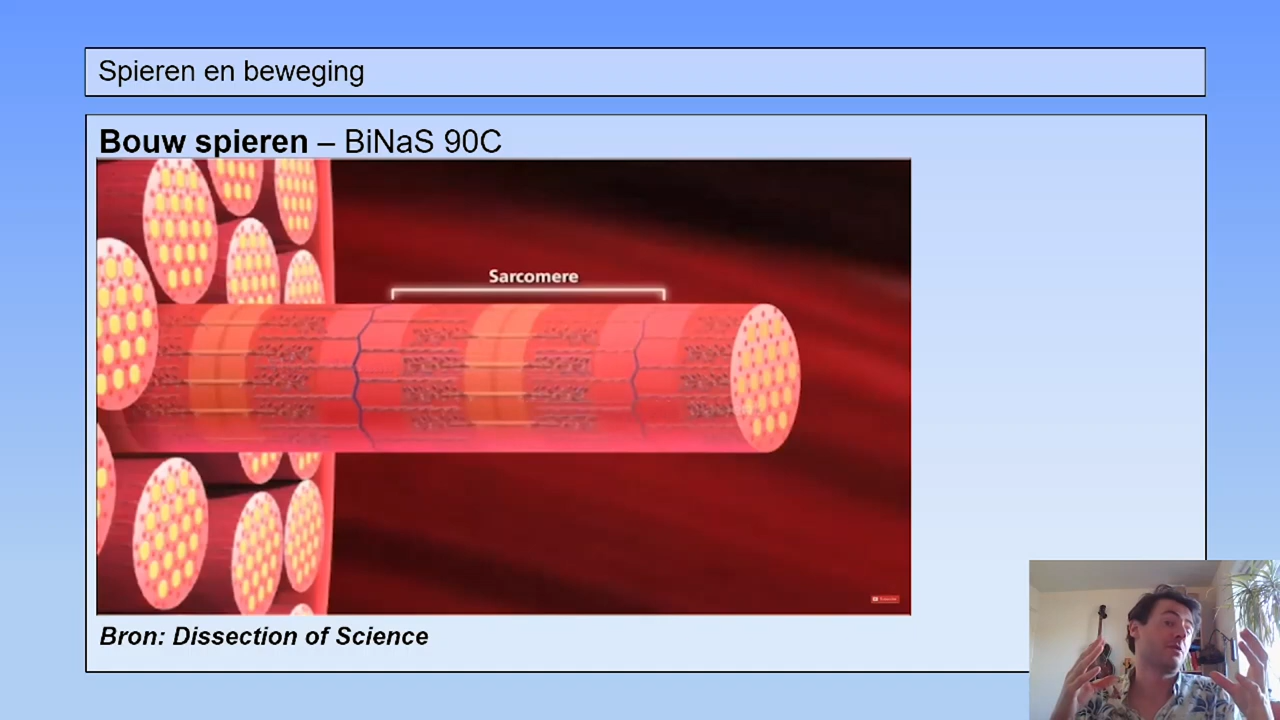 Spieren en beweging
Bouw spieren – BiNaS 90C
Sarcomere
Bron: Dissection of Science